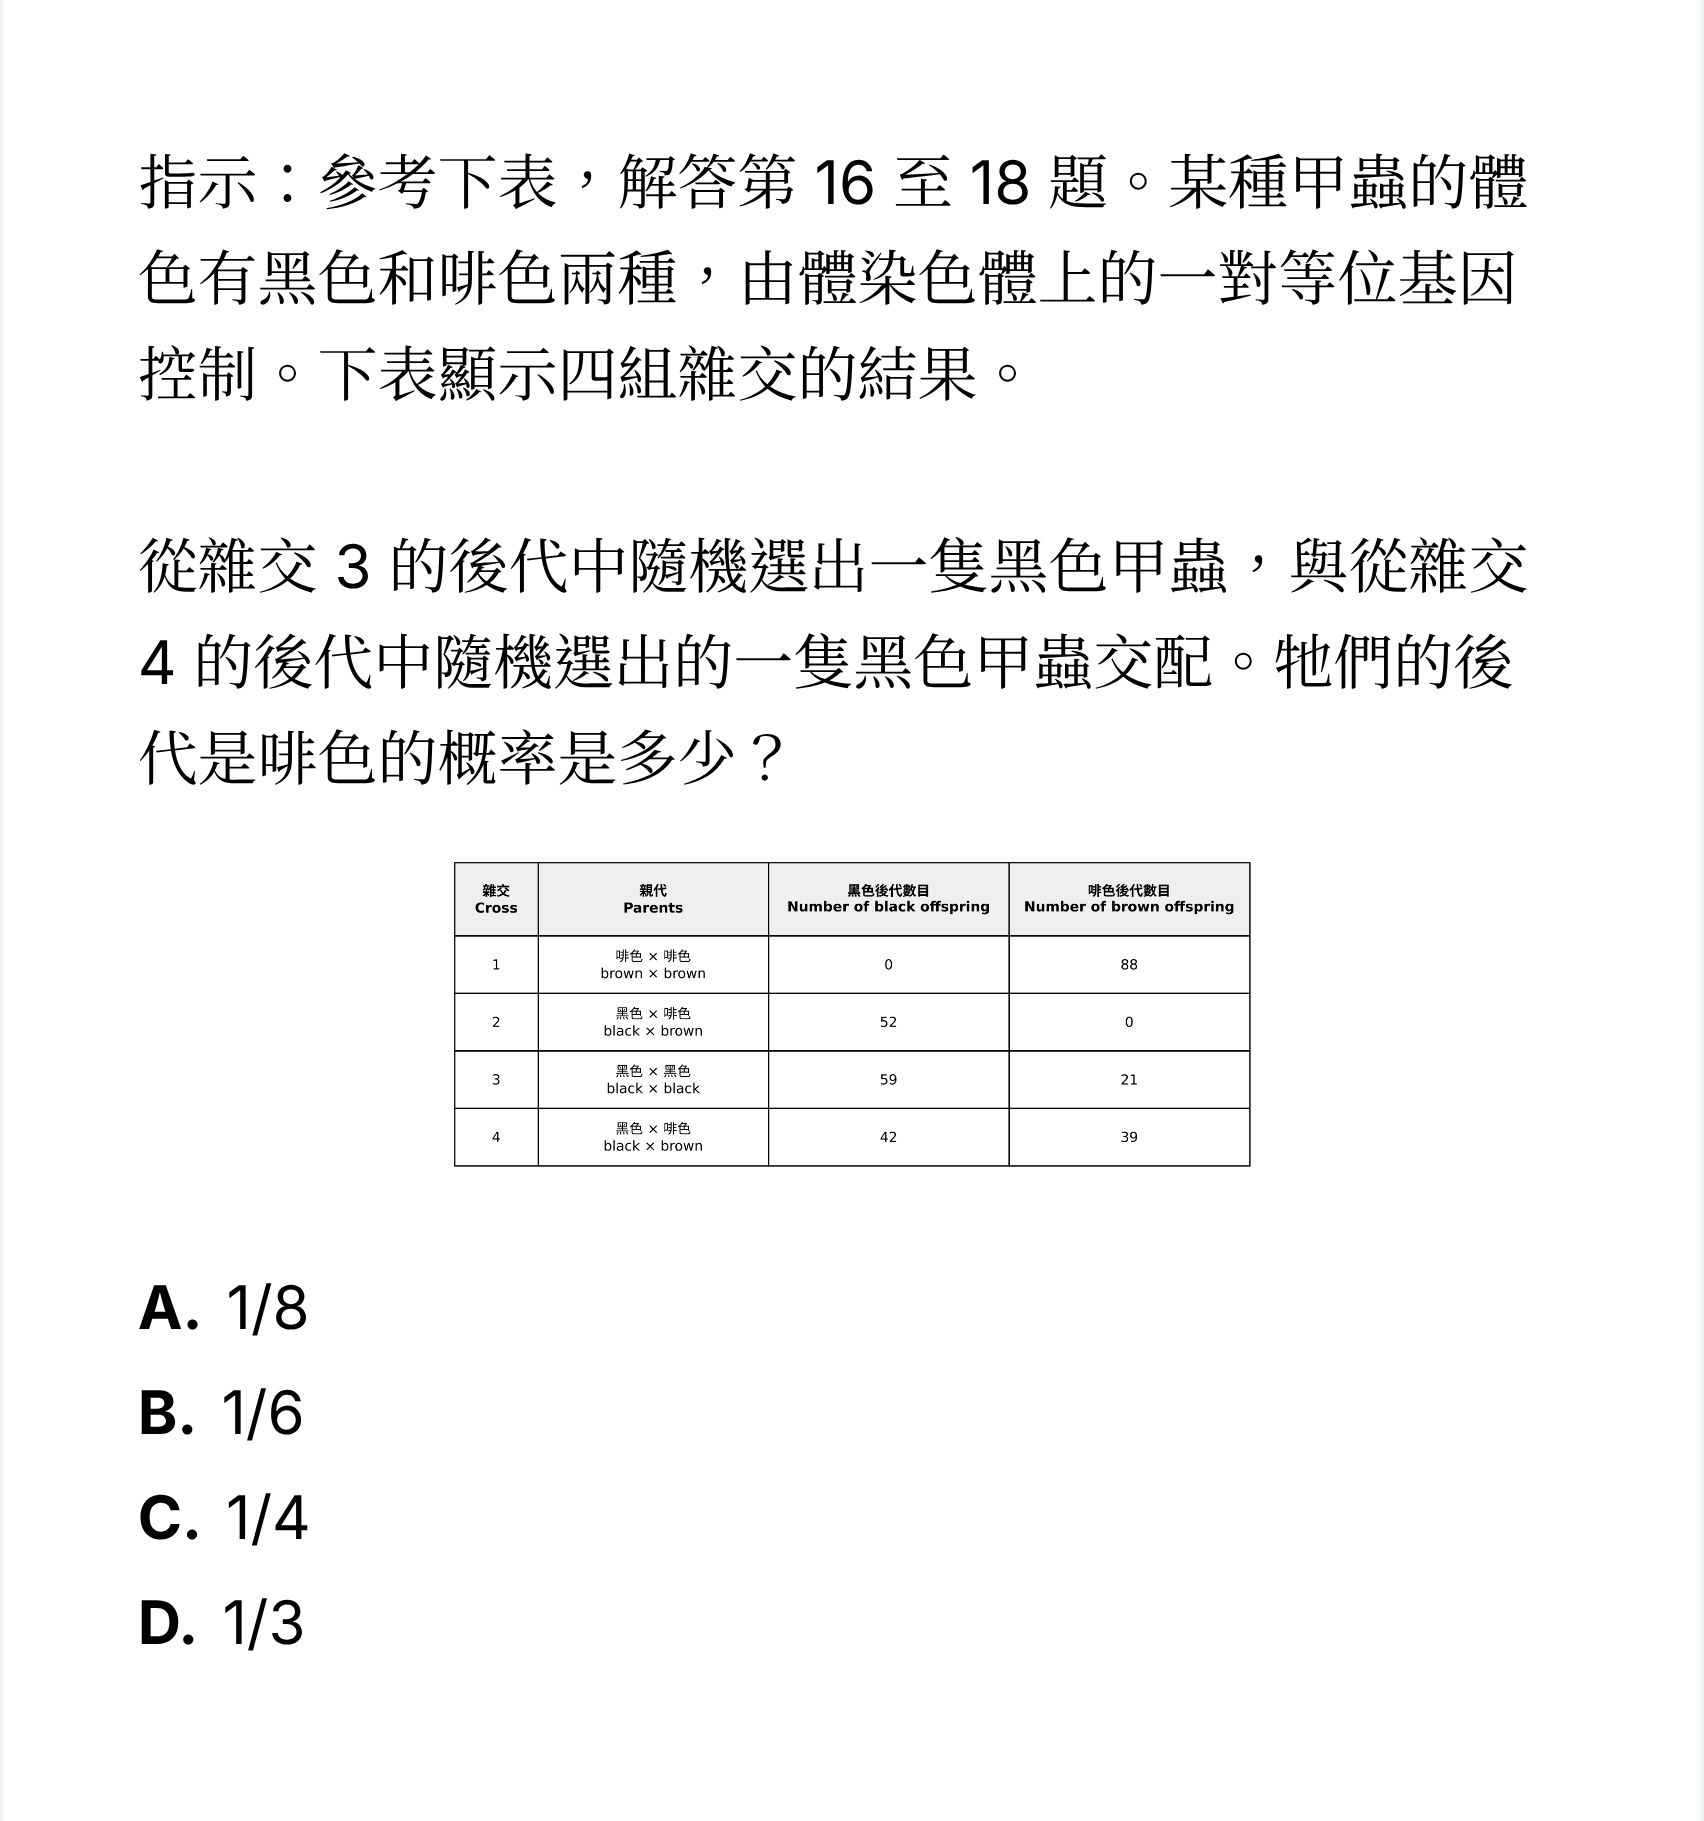 指示：參考下表，解答第 16 至 18 題。某種甲蟲的體
色有黑色和啡色兩種，由體染色體上的一對等位基因
控制。下表顯示四組雜交的結果。
從雜交 3 的後代中隨機選出一隻黑色甲蟲，與從雜交
4 的後代中隨機選出的一隻黑色甲蟲交配。牠們的後
代是啡色的概率是多少？
雜交 親代 黑色後代數目 啡色後代數目
Cross Parents Number of black offspring Number of brown offspring
啡色 × 啡色
1 brown × brown 0 88
黑色 × 啡色
2 black × brown 52 0
黑色 × 黑色
3 black × black 59 21
黑色 × 啡色
4 black × brown 42 39
A. 1/8
B. 1/6
C. 1/4
D. 1/3